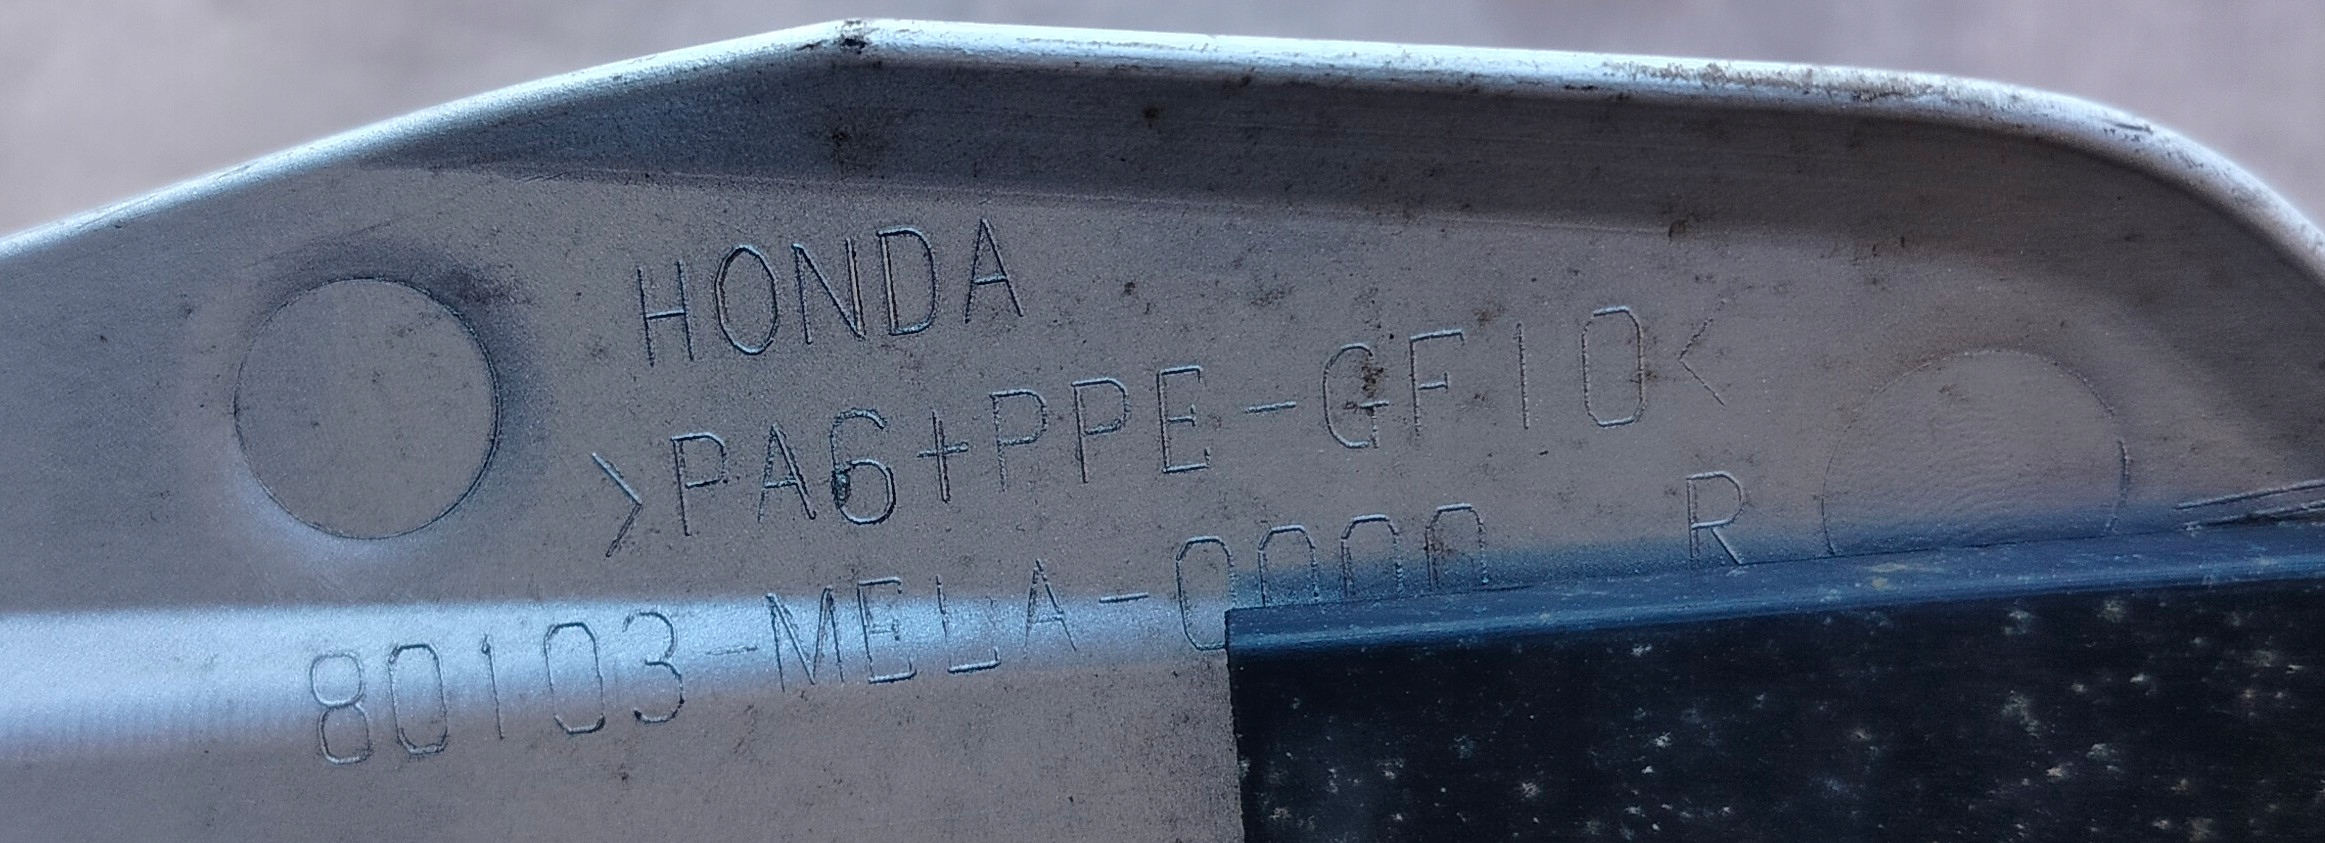 HONDA
>PA6+PPE-GF10<
80103-MELA-0000 R